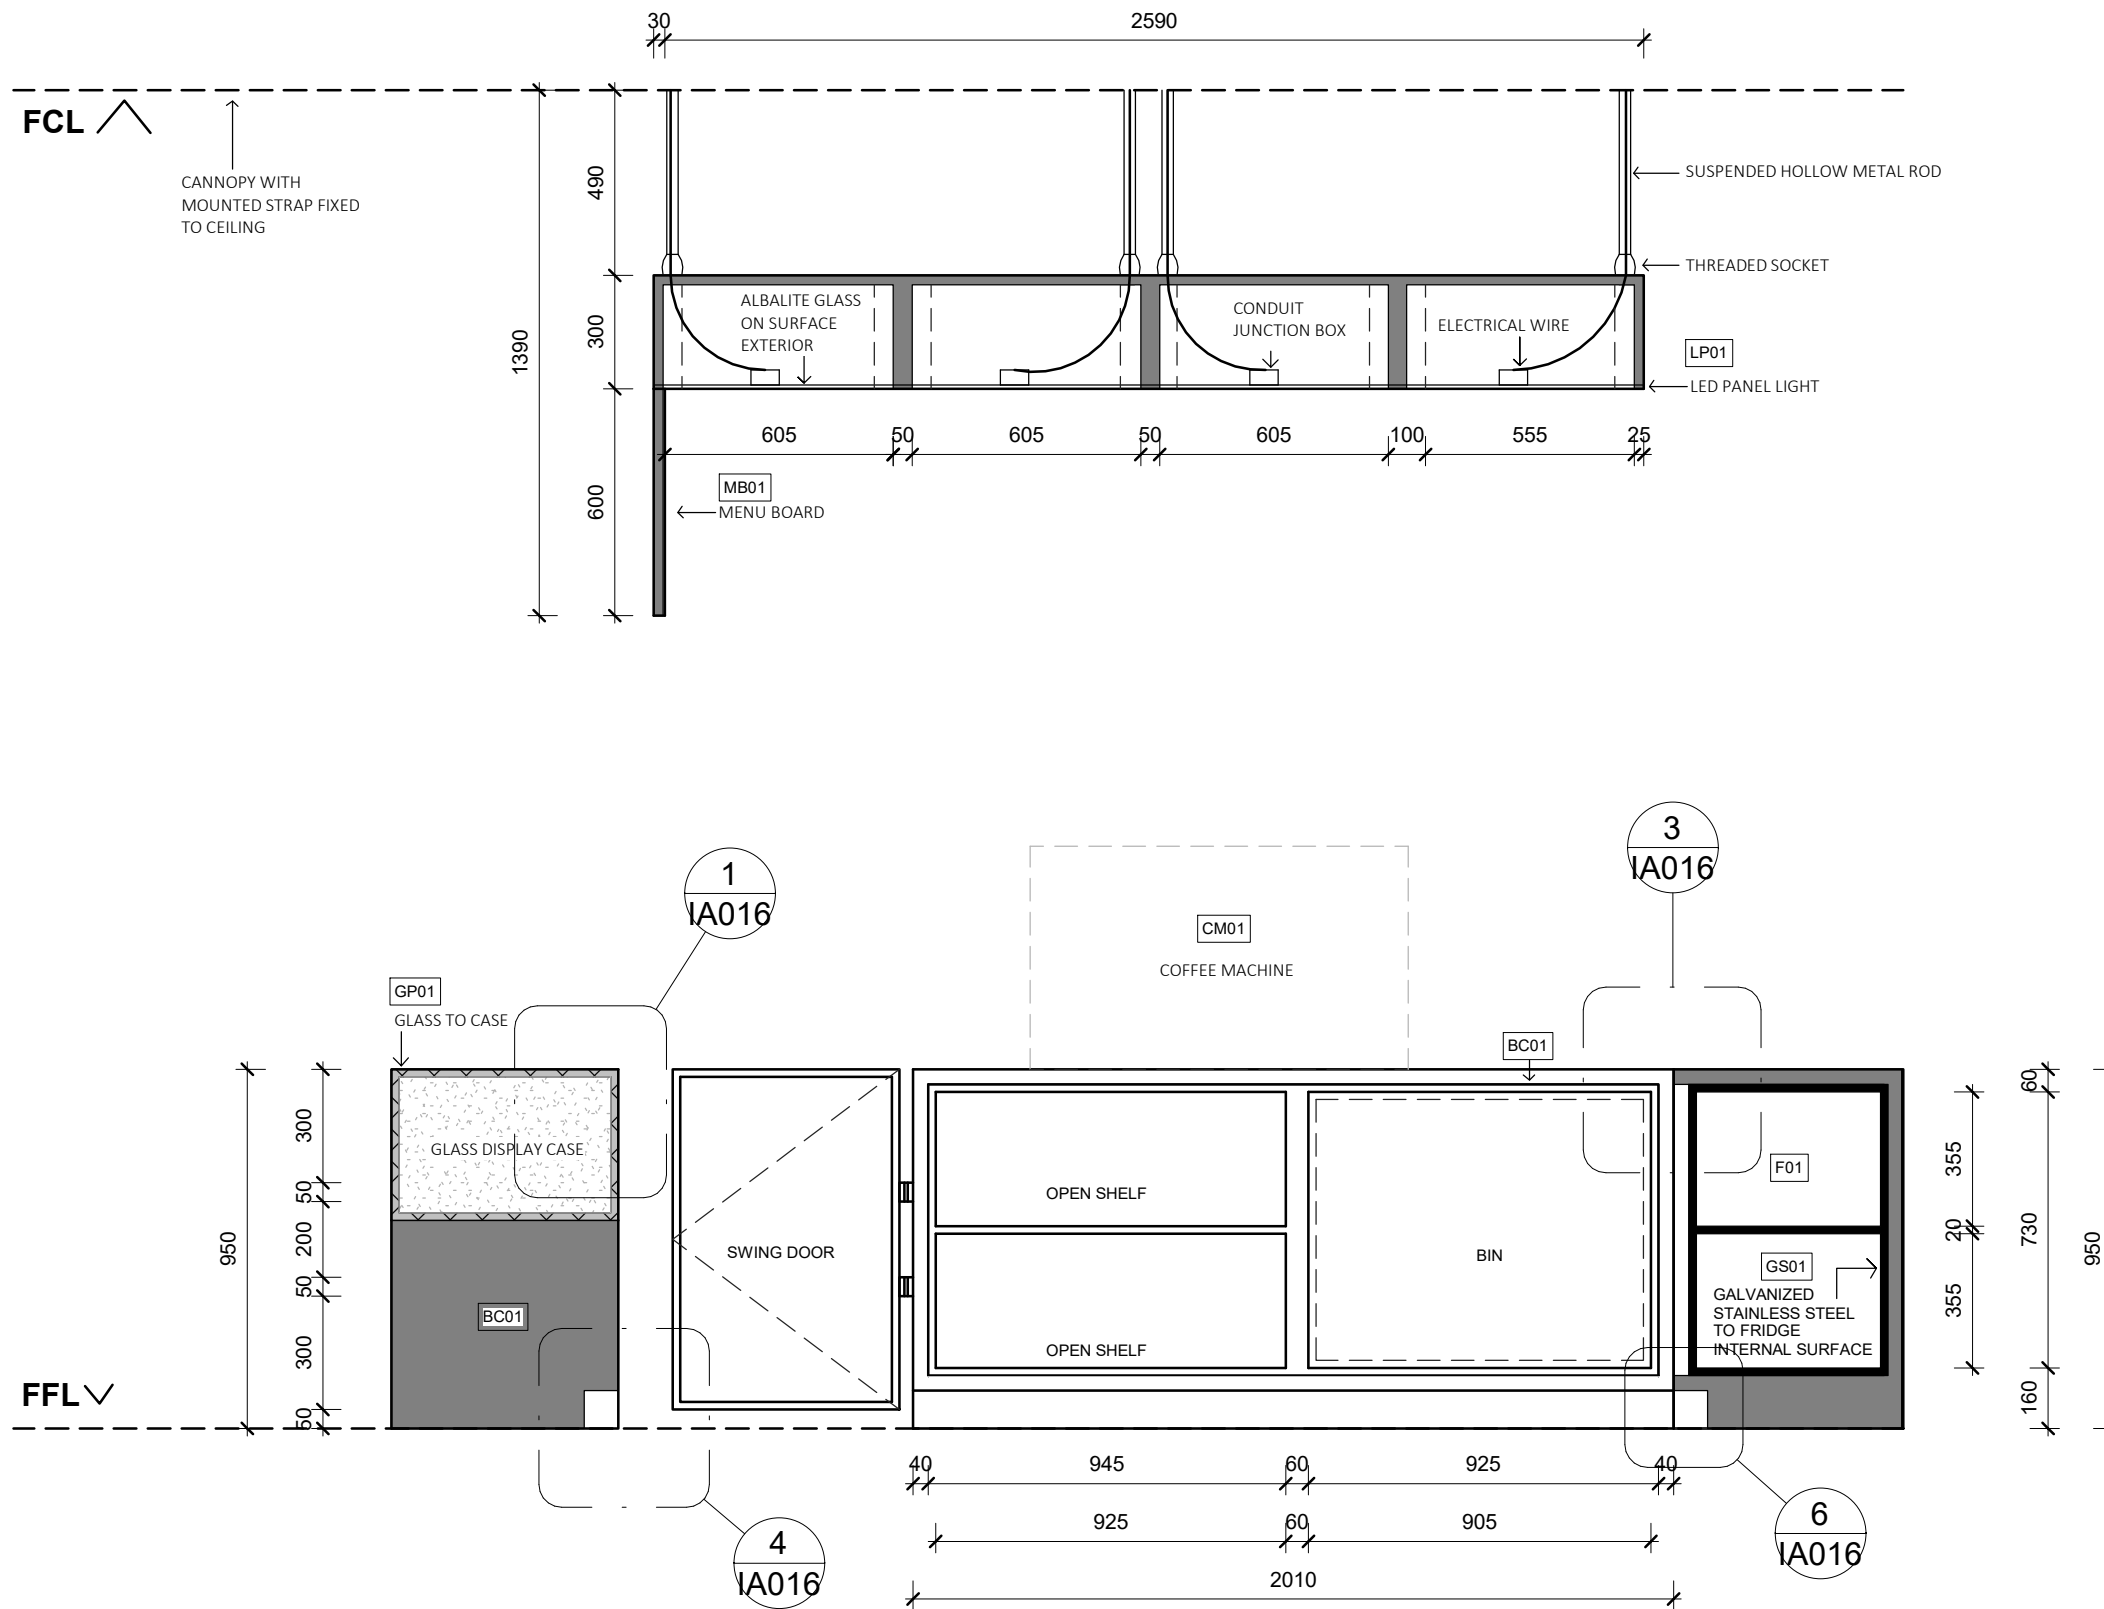 30
2590
FCL
CANNOPY WITH
MOUNTED STRAP FIXED
TO CEILING
1390
490
300
600
SUSPENDED HOLLOW METAL ROD
THREADED SOCKET
ALBALITE GLASS
ON SURFACE
EXTERIOR
CONDUIT
JUNCTION BOX
ELECTRICAL WIRE
LP01
LED PANEL LIGHT
605
50
605
50
605
100
555
25
MB01
MENU BOARD
1
IA016
3
IA016
CM01
COFFEE MACHINE
GP01
GLASS TO CASE
BC01
GLASS DISPLAY CASE
BC01
SWING DOOR
OPEN SHELF
OPEN SHELF
BIN
F01
GS01
GALVANIZED
STAINLESS STEEL
TO FRIDGE
INTERNAL SURFACE
950
300
50
200
50
300
50
FFL
355
20
355
60
730
160
950
40
945
60
925
40
925
60
905
2010
4
IA016
6
IA016